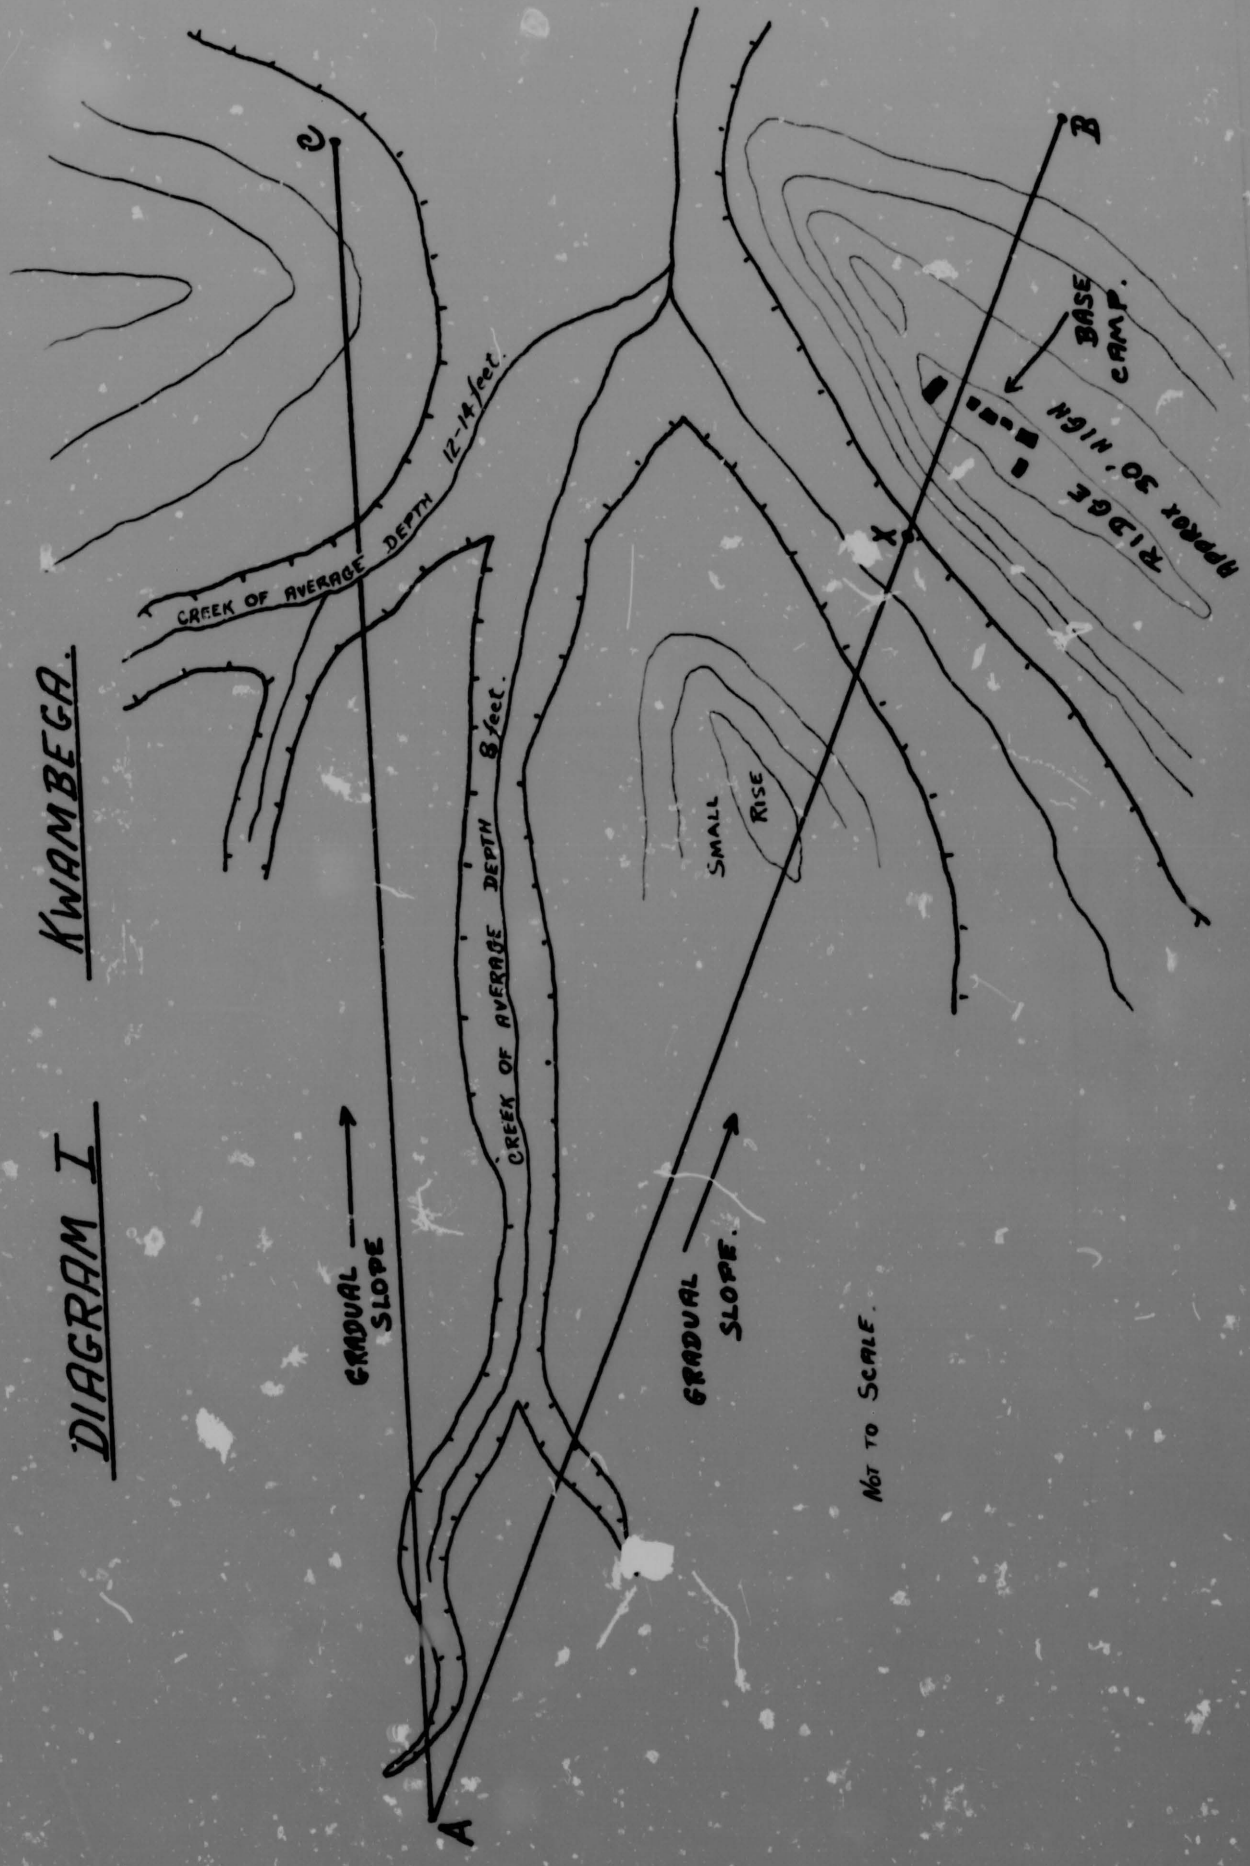 DIAGRAM I
KWAMBEGA.
C
CREEK OF AVERAGE DEPTH 12-14 feet.
GRADUAL
SLOPE
CREEK OF AVERAGE DEPTH 8 feet.
A
GRADUAL
SLOPE.
SMALL
RISE
X
B
BASE
CAMP.
RIDGE
APPROX 30' HIGH
NOT TO SCALE.